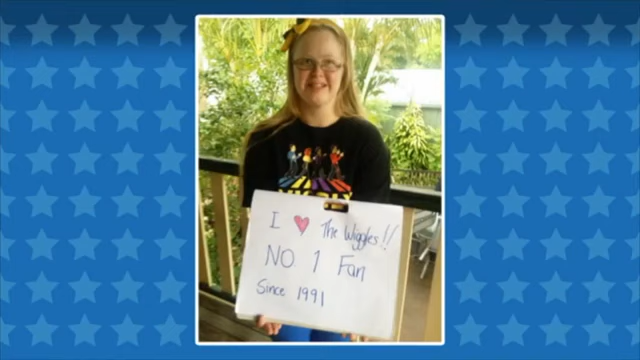 I ❤ The Wiggles!!
NO. 1 Fan
Since 1991